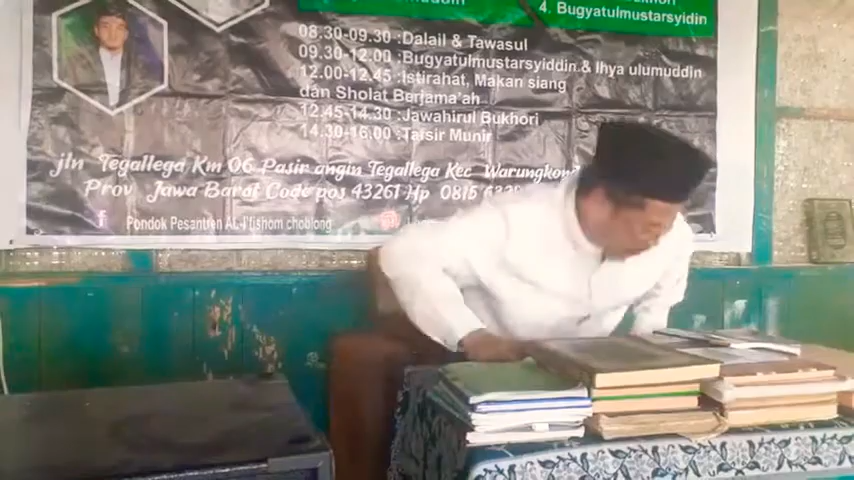 4. BUGYATULMUSTARSYIDIN
08.30-09.30 : Dalail & Tawasul
09.30-12.00 : BugyatulMustarsyiddin & Ihya Ulumuddin
12.00-12.45 : Istirahat, Makan siang
& Sholat Berjama'ah
12.45-14.30 : Jawahirul Bukhori
14.30-16.00 : Tafsir Munir
Jln Tegallega Km 06 Pasir angin Tegallega Kec. Warungkon
Prov Jawa Barat (Code pos) 43261 Hp. 08515
PONDOK PESANTREN AL-I'TISHOM choblong